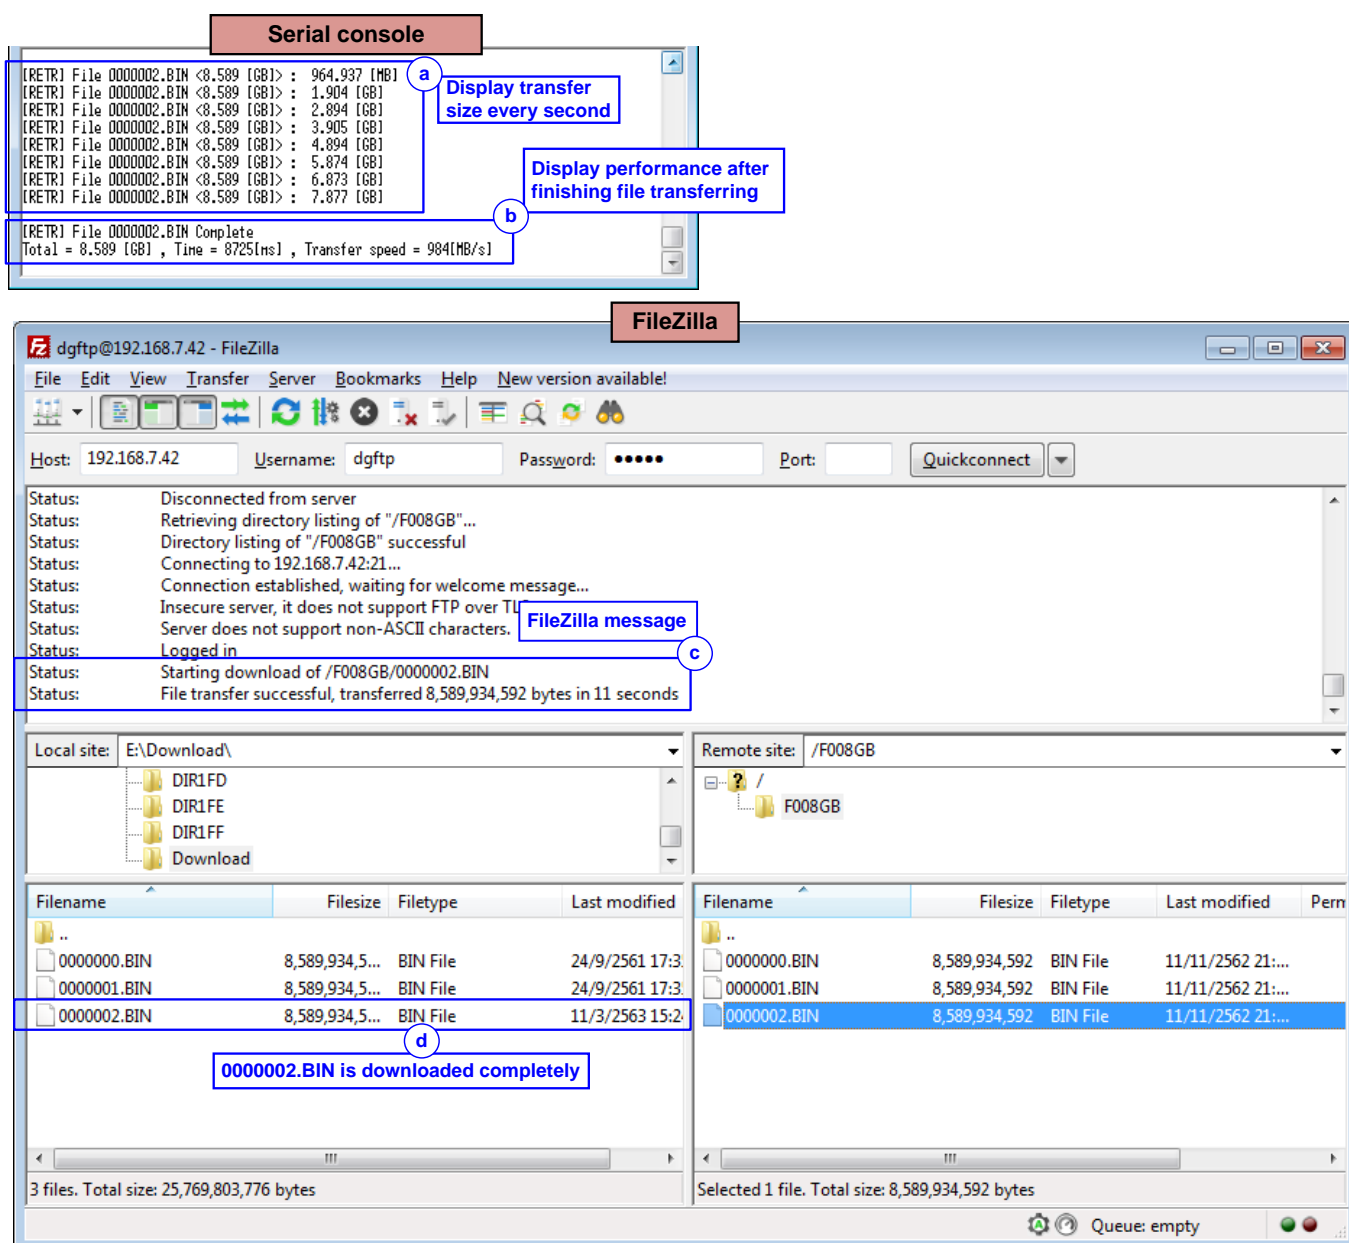 Serial console
[RETR] File 0000002.BIN <8.589 [GB]> : 964.937 [MB]
[RETR] File 0000002.BIN <8.589 [GB]> : 1.904 [GB]
[RETR] File 0000002.BIN <8.589 [GB]> : 2.894 [GB]
[RETR] File 0000002.BIN <8.589 [GB]> : 3.905 [GB]
[RETR] File 0000002.BIN <8.589 [GB]> : 4.894 [GB]
[RETR] File 0000002.BIN <8.589 [GB]> : 5.874 [GB]
[RETR] File 0000002.BIN <8.589 [GB]> : 6.873 [GB]
[RETR] File 0000002.BIN <8.589 [GB]> : 7.877 [GB]
a
Display transfer
size every second
Display performance after
finishing file transferring
b
[RETR] File 0000002.BIN Complete
Total = 8.589 [GB] , Time = 8725[ms] , Transfer speed = 984[MB/s]
FileZilla
dgftp@192.168.7.42 - FileZilla
File Edit View Transfer Server Bookmarks Help New version available!
Host: 192.168.7.42 Username: dgftp Password: ●●●●● Port: Quickconnect
Status: Disconnected from server
Status: Retrieving directory listing of "/F008GB"...
Status: Directory listing of "/F008GB" successful
Status: Connecting to 192.168.7.42:21...
Status: Connection established, waiting for welcome message...
Status: Insecure server, it does not support FTP over
Status: Server does not support non-ASCII characters.
Status: Logged in
Status: Starting download of /F008GB/0000002.BIN
Status: File transfer successful, transferred 8,589,934,592 bytes in 11 seconds
FileZilla message
c
Local site: E:\Download\
DIR1FD
DIR1FE
DIR1FF
Download
Remote site: /F008GB
/
F008GB
Filename Filesize Filetype Last modified
..
0000000.BIN 8,589,934,5... BIN File 24/9/2561 17:3
0000001.BIN 8,589,934,5... BIN File 24/9/2561 17:3
0000002.BIN 8,589,934,5... BIN File 11/3/2563 15:2
d
0000002.BIN is downloaded completely
3 files. Total size: 25,769,803,776 bytes
Filename Filesize Filetype Last modified Perm
..
0000000.BIN 8,589,934,592 BIN File 11/11/2562 21:...
0000001.BIN 8,589,934,592 BIN File 11/11/2562 21:...
0000002.BIN 8,589,934,592 BIN File 11/11/2562 21:...
Selected 1 file. Total size: 8,589,934,592 bytes
Queue: empty